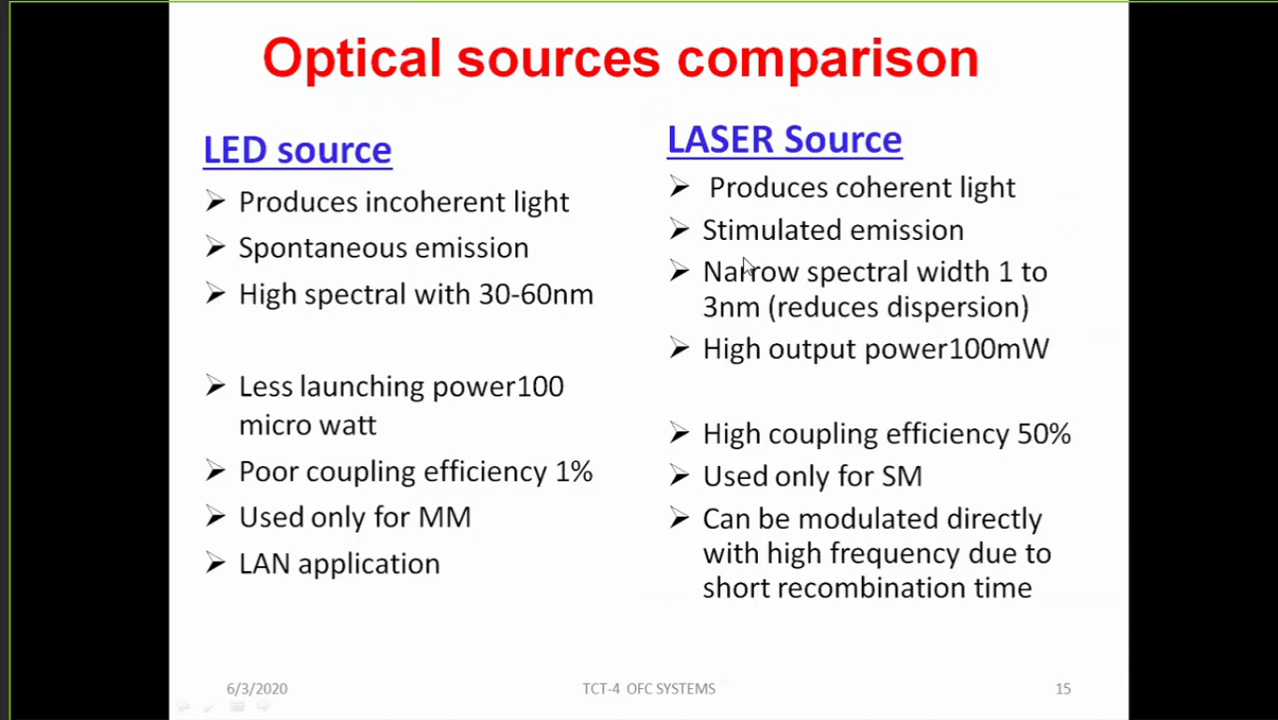 Optical sources comparison
LED source
➢ Produces incoherent light
➢ Spontaneous emission
➢ High spectral with 30-60nm
➢ Less launching power100
micro watt
➢ Poor coupling efficiency 1%
➢ Used only for MM
➢ LAN application
LASER Source
➢ Produces coherent light
➢ Stimulated emission
➢ Narrow spectral width 1 to
3nm (reduces dispersion)
➢ High output power100mW
➢ High coupling efficiency 50%
➢ Used only for SM
➢ Can be modulated directly
with high frequency due to
short recombination time
6/3/2020
TCT-4 OFC SYSTEMS
15